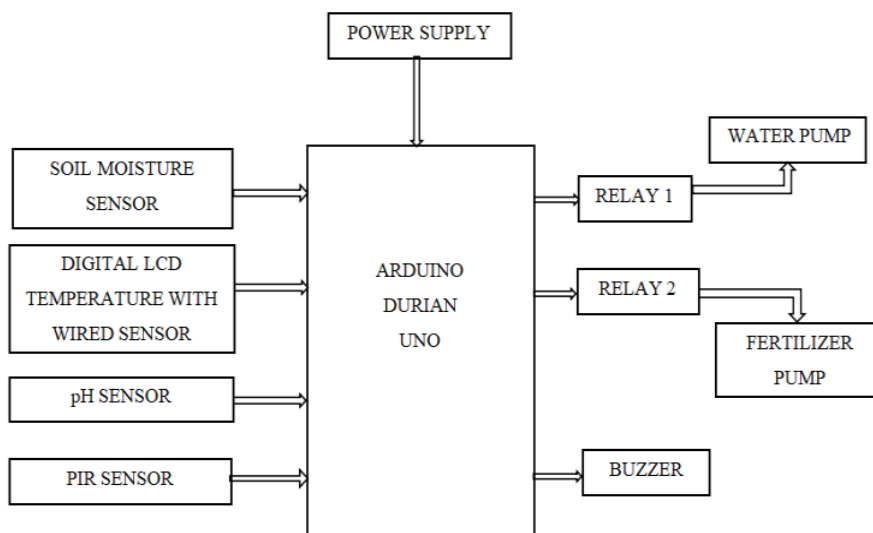 POWER SUPPLY
WATER PUMP
SOIL MOISTURE
SENSOR
RELAY 1
DIGITAL LCD
TEMPERATURE WITH
WIRED SENSOR
ARDUINO
DURIAN
UNO
RELAY 2
FERTILIZER
PUMP
pH SENSOR
PIR SENSOR
BUZZER